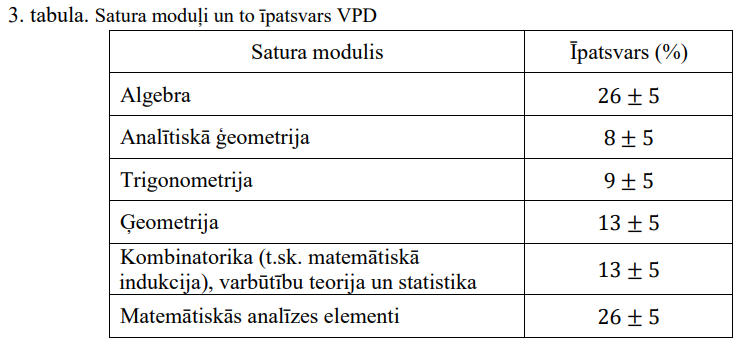 3. tabula. Satura moduļi un to īpatsvars VPD
Satura modulis Īpatsvars (%)
Algebra 26 ± 5
Analītiskā ģeometrija 8 ± 5
Trigonometrija 9 ± 5
Ģeometrija 13 ± 5
Kombinatorika (t.sk. matemātiskā
indukcija), varbūtību teorija un statistika 13 ± 5
Matemātiskās analīzes elementi 26 ± 5